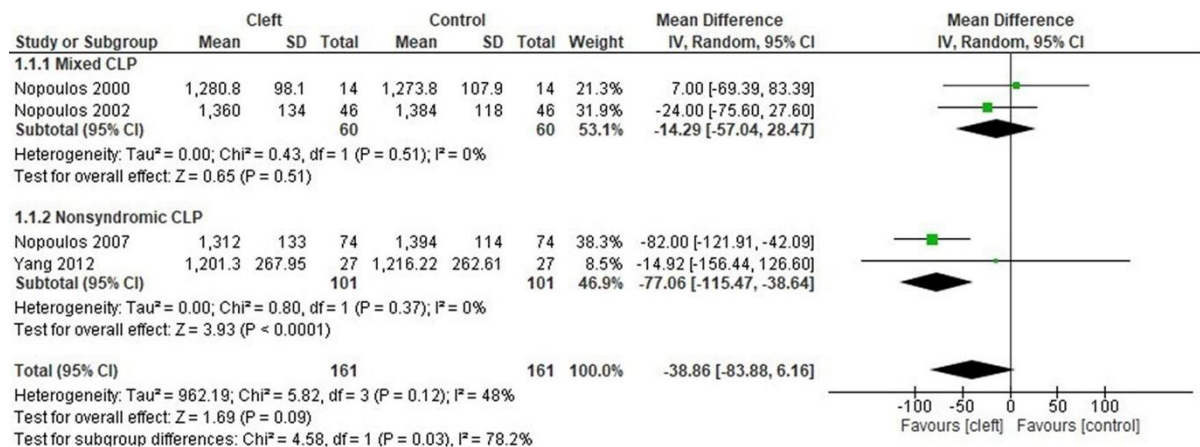 Cleft Control Mean Difference Mean Difference
Study or Subgroup Mean SD Total Mean SD Total Weight IV, Random, 95% CI IV, Random, 95% CI
1.1.1 Mixed CLP
Nopoulos 2000 1,280.8 98.1 14 1,273.8 107.9 14 21.3% 7.00 [-69.39, 83.39]
Nopoulos 2002 1,360 134 46 1,384 118 46 31.9% -24.00 [-75.60, 27.60]
Subtotal (95% CI) 60 60 53.1% -14.29 [-57.04, 28.47]
Heterogeneity: Tau² = 0.00; Chi² = 0.43, df = 1 (P = 0.51); I² = 0%
Test for overall effect: Z = 0.65 (P = 0.51)
1.1.2 Nonsyndromic CLP
Nopoulos 2007 1,312 133 74 1,394 114 74 38.3% -82.00 [-121.91, -42.09]
Yang 2012 1,201.3 267.95 27 1,216.22 262.61 27 8.5% -14.92 [-156.44, 126.60]
Subtotal (95% CI) 101 101 46.9% -77.06 [-115.47, -38.64]
Heterogeneity: Tau² = 0.00; Chi² = 0.80, df = 1 (P = 0.37); I² = 0%
Test for overall effect: Z = 3.93 (P < 0.0001)
Total (95% CI) 161 161 100.0% -38.86 [-83.88, 6.16]
Heterogeneity: Tau² = 962.19; Chi² = 5.82, df = 3 (P = 0.12); I² = 48%
Test for overall effect: Z = 1.69 (P = 0.09)
Test for subgroup differences: Chi² = 4.58, df = 1 (P = 0.03), I² = 78.2%
-100 -50 0 50 100
Favours [cleft] Favours [control]